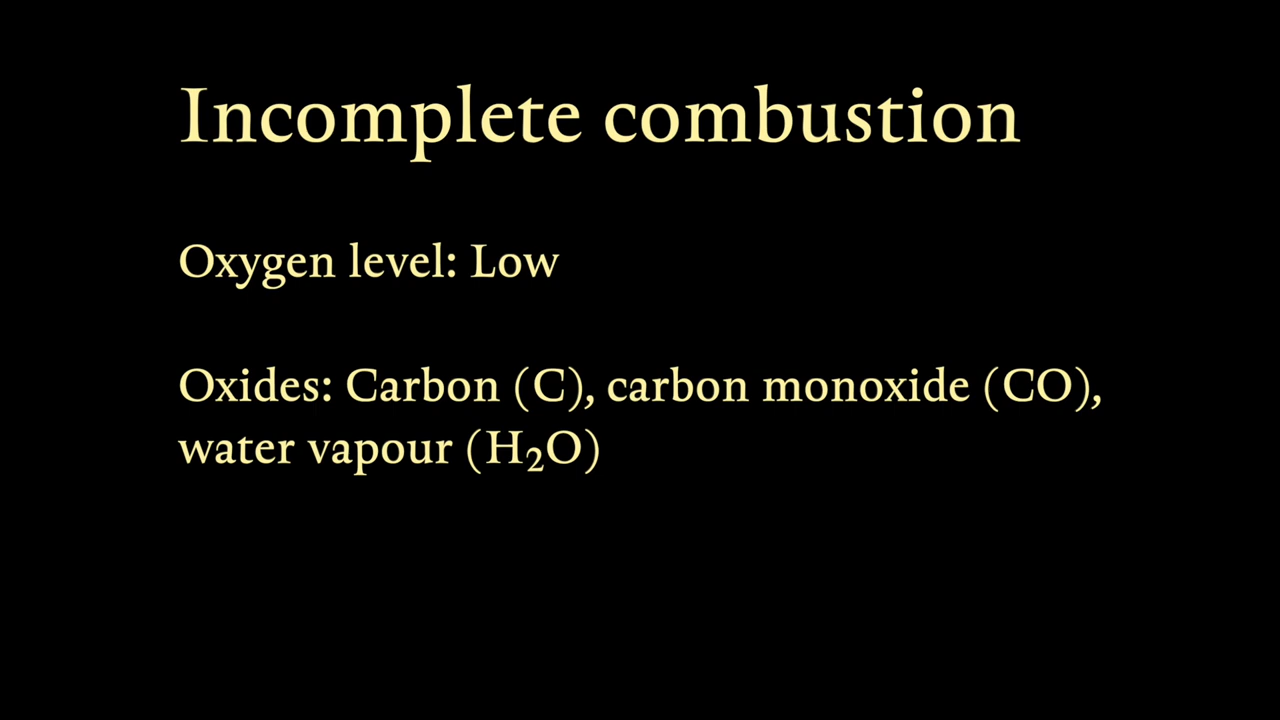 Incomplete combustion
Oxygen level: Low
Oxides: Carbon (C), carbon monoxide (CO),
water vapour (H₂O)